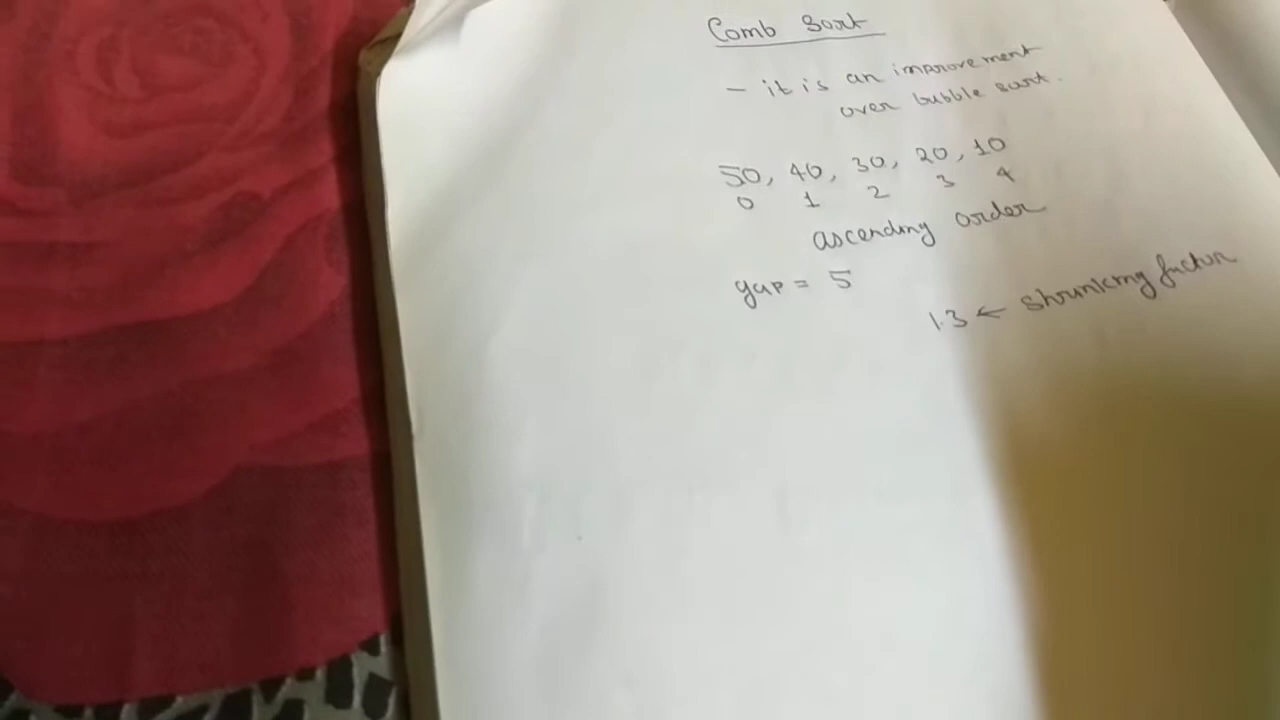 Comb Sort
- it is an improvement
over bubble sort.
50, 40, 30, 20, 10
0 1 2 3 4
ascending order
gap = 5
1.3 ← shrinking factor